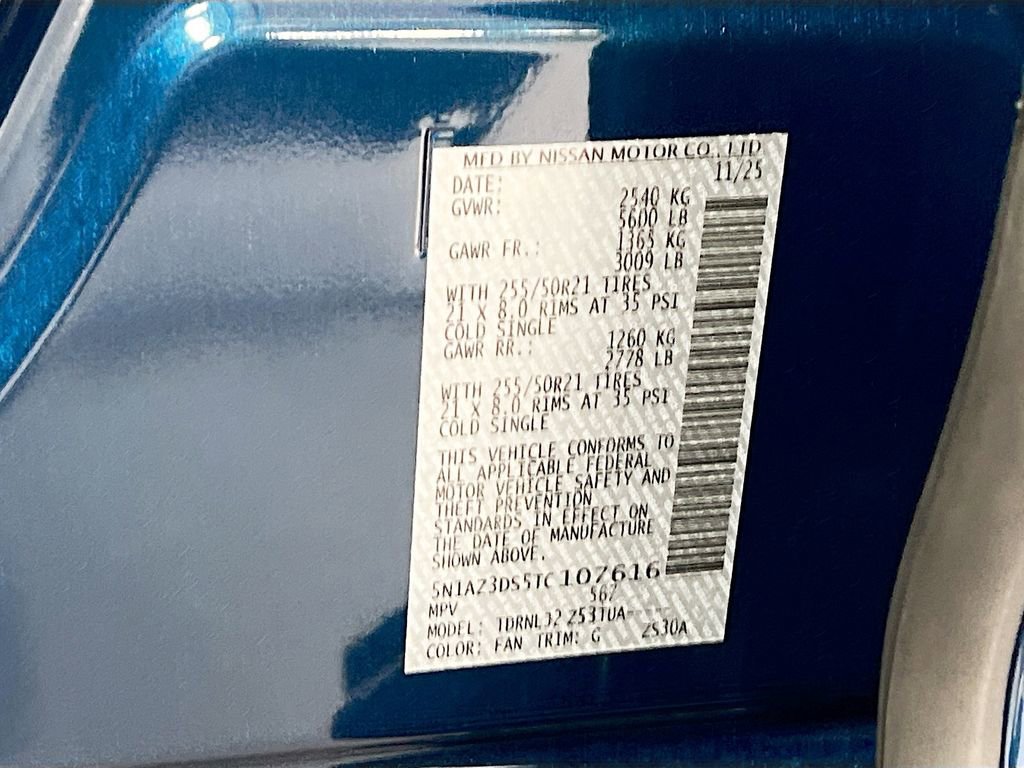 MFD BY NISSAN MOTOR CO., LTD
DATE: 11/25
GVWR: 2540 KG
5600 LB
GAWR FR.: 1365 KG
3009 LB
WITH 255/50R21 TIRES
21 X 8.0 RIMS AT 35 PSI
COLD SINGLE
GAWR RR.: 1260 KG
2778 LB
WITH 255/50R21 TIRES
21 X 8.0 RIMS AT 35 PSI
COLD SINGLE
THIS VEHICLE CONFORMS TO
ALL APPLICABLE FEDERAL
MOTOR VEHICLE SAFETY AND
THEFT PREVENTION
STANDARDS IN EFFECT ON
THE DATE OF MANUFACTURE
SHOWN ABOVE.
5N1AZ3DS5TC107616
567
MPV
MODEL:
COLOR: FAN TRIM: G